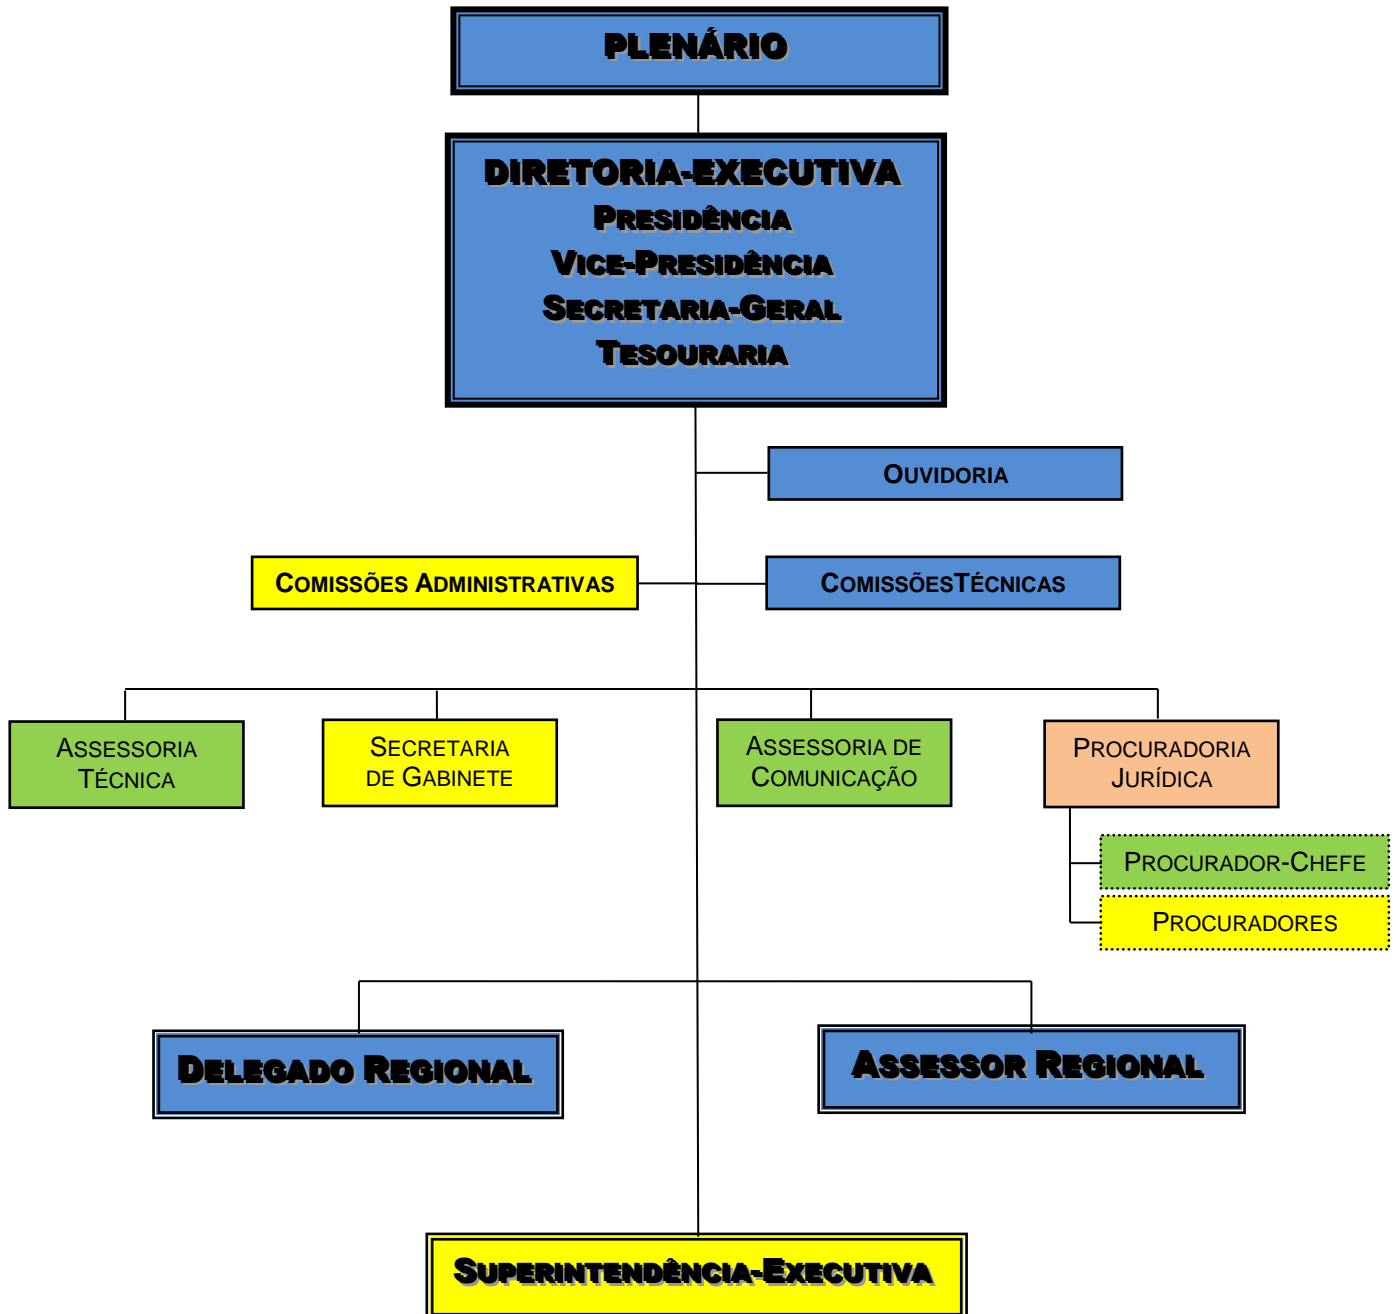 PLENÁRIO
DIRETORIA-EXECUTIVA
PRESIDÊNCIA
VICE-PRESIDÊNCIA
SECRETARIA-GERAL
TESOURARIA
OUVIDORIA
COMISSÕES ADMINISTRATIVAS
COMISSÕESTÉCNICAS
ASSESSORIA
TÉCNICA
SECRETARIA
DE GABINETE
ASSESSORIA DE
COMUNICAÇÃO
PROCURADORIA
JURÍDICA
PROCURADOR-CHEFE
PROCURADORES
DELEGADO REGIONAL
ASSESSOR REGIONAL
SUPERINTENDÊNCIA-EXECUTIVA